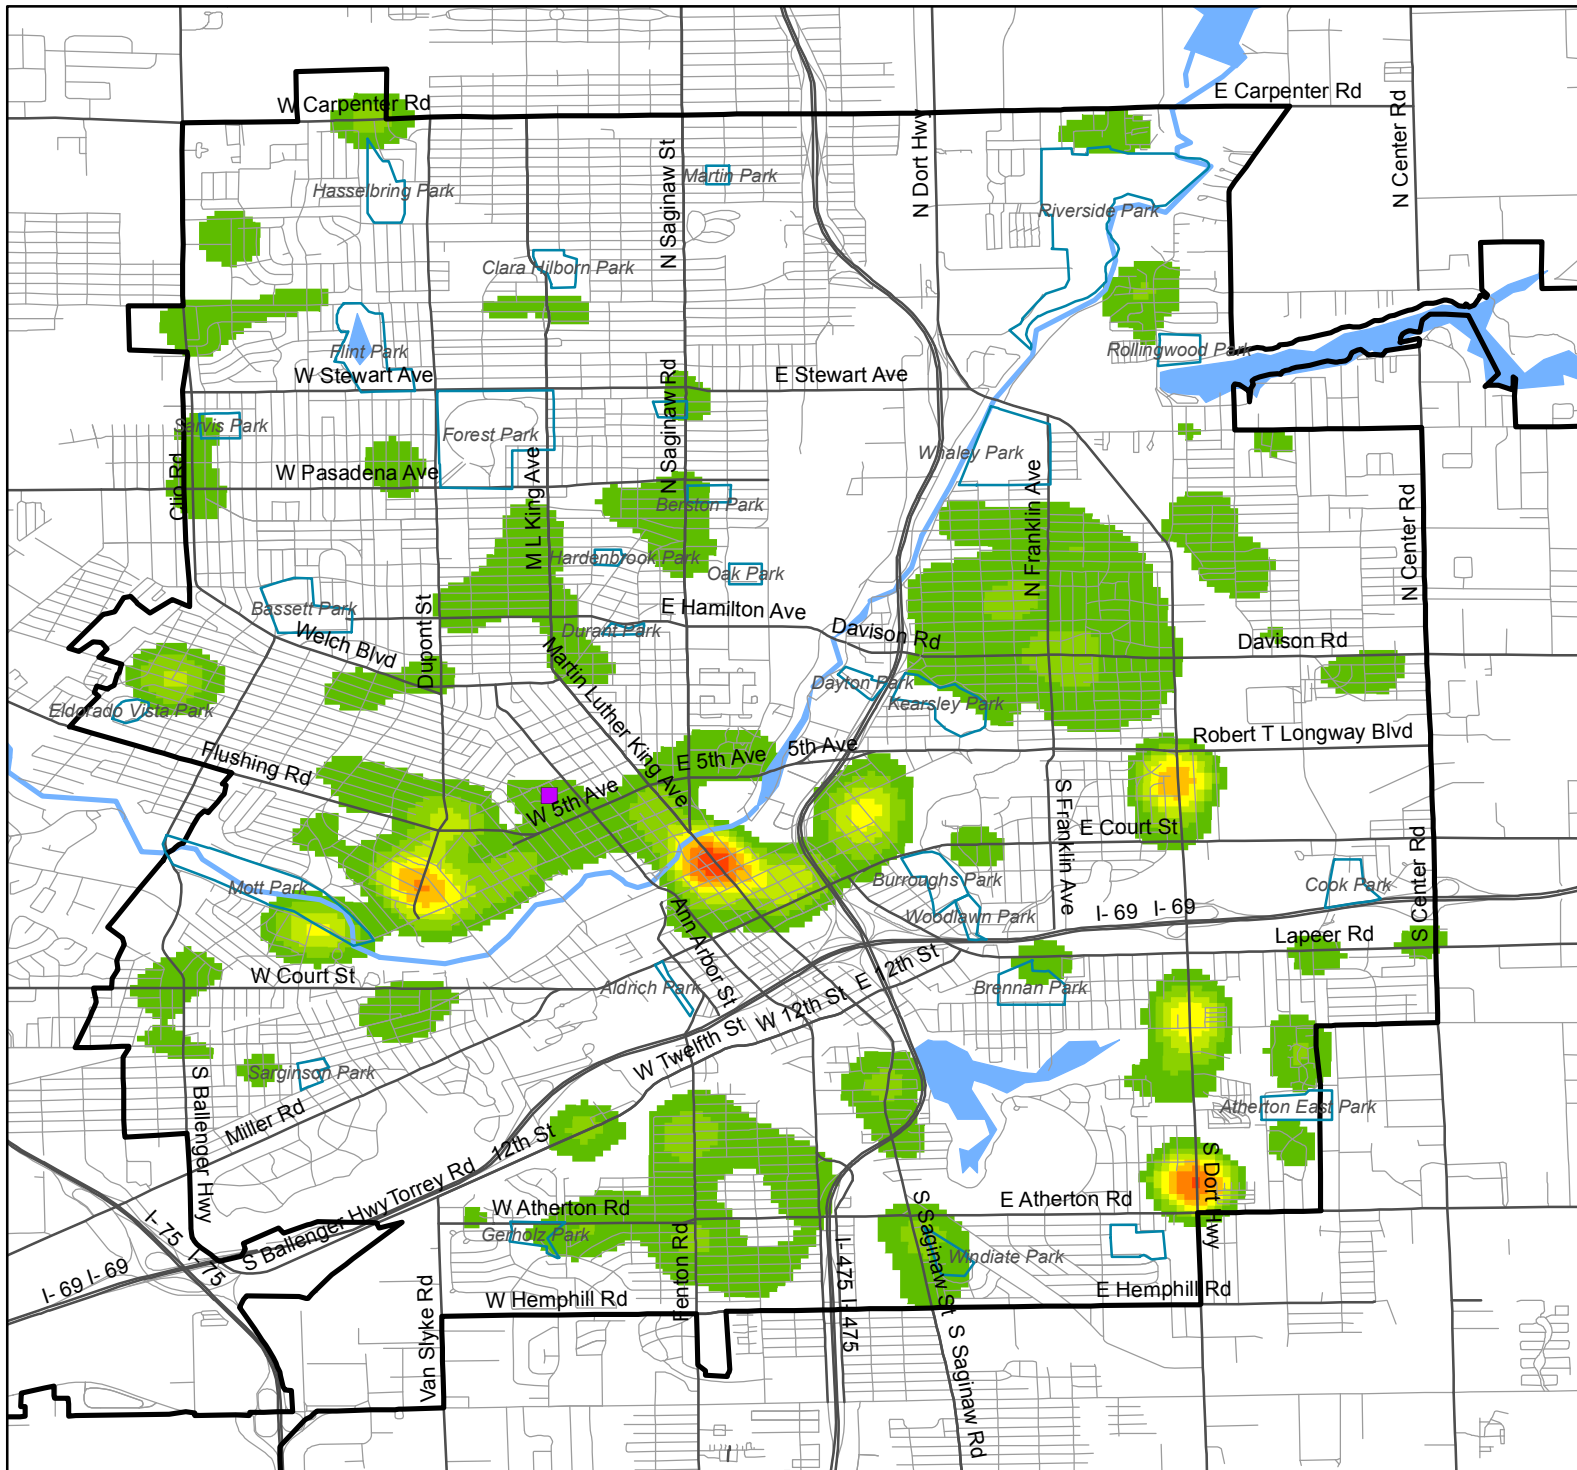 W Carpenter Rd
E Carpenter Rd
N Center Rd
N Dort Hwy
N Saginaw St
Martin Park
Hasselbring Park
Riverside Park
Clara Hilborn Park
Flint Park
Rollingwood Park
W Stewart Ave
E Stewart Ave
N Saginaw Rd
Sarvis Park
Forest Park
Whaley Park
Clio Rd
W Pasadena Ave
M L King Ave
N Franklin Ave
Berston Park
N Center Rd
Hardenbrook Park
Oak Park
Bassett Park
E Hamilton Ave
Durant Park
Davison Rd
Davison Rd
Welch Blvd
Dupont St
Martin Luther King Ave
Dayton Park
Kearsley Park
Eldorado Vista Park
Flushing Rd
E 5th Ave
5th Ave
Robert T Longway Blvd
W 5th Ave
S Franklin Ave
E Court St
Mott Park
Burroughs Park
Cook Park
S Center Rd
Woodlawn Park
I- 69
I- 69
Ann Arbor St
Lapeer Rd
W Court St
Aldrich Park
E 12th St
Brennan Park
W 12th St
W Twelfth St
Sarginson Park
S Ballenger Hwy
Miller Rd
Atherton East Park
12th St
Torrey Rd
S Dort Hwy
W Atherton Rd
E Atherton Rd
Gerholz Park
S Saginaw St
Windiate Park
I- 75
I- 75
S Ballenger Hwy
I- 69
I- 69
Fenton Rd
I- 475
I- 475
W Hemphill Rd
E Hemphill Rd
Van Slyke Rd
S Saginaw Rd